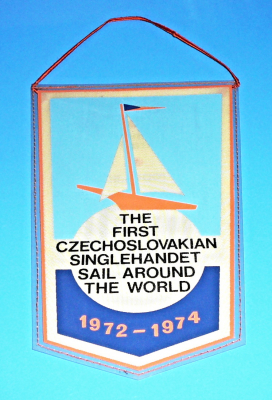 THE
FIRST
CZECHOSLOVAKIAN
SINGLEHANDET
SAIL AROUND
THE WORLD
1972-1974